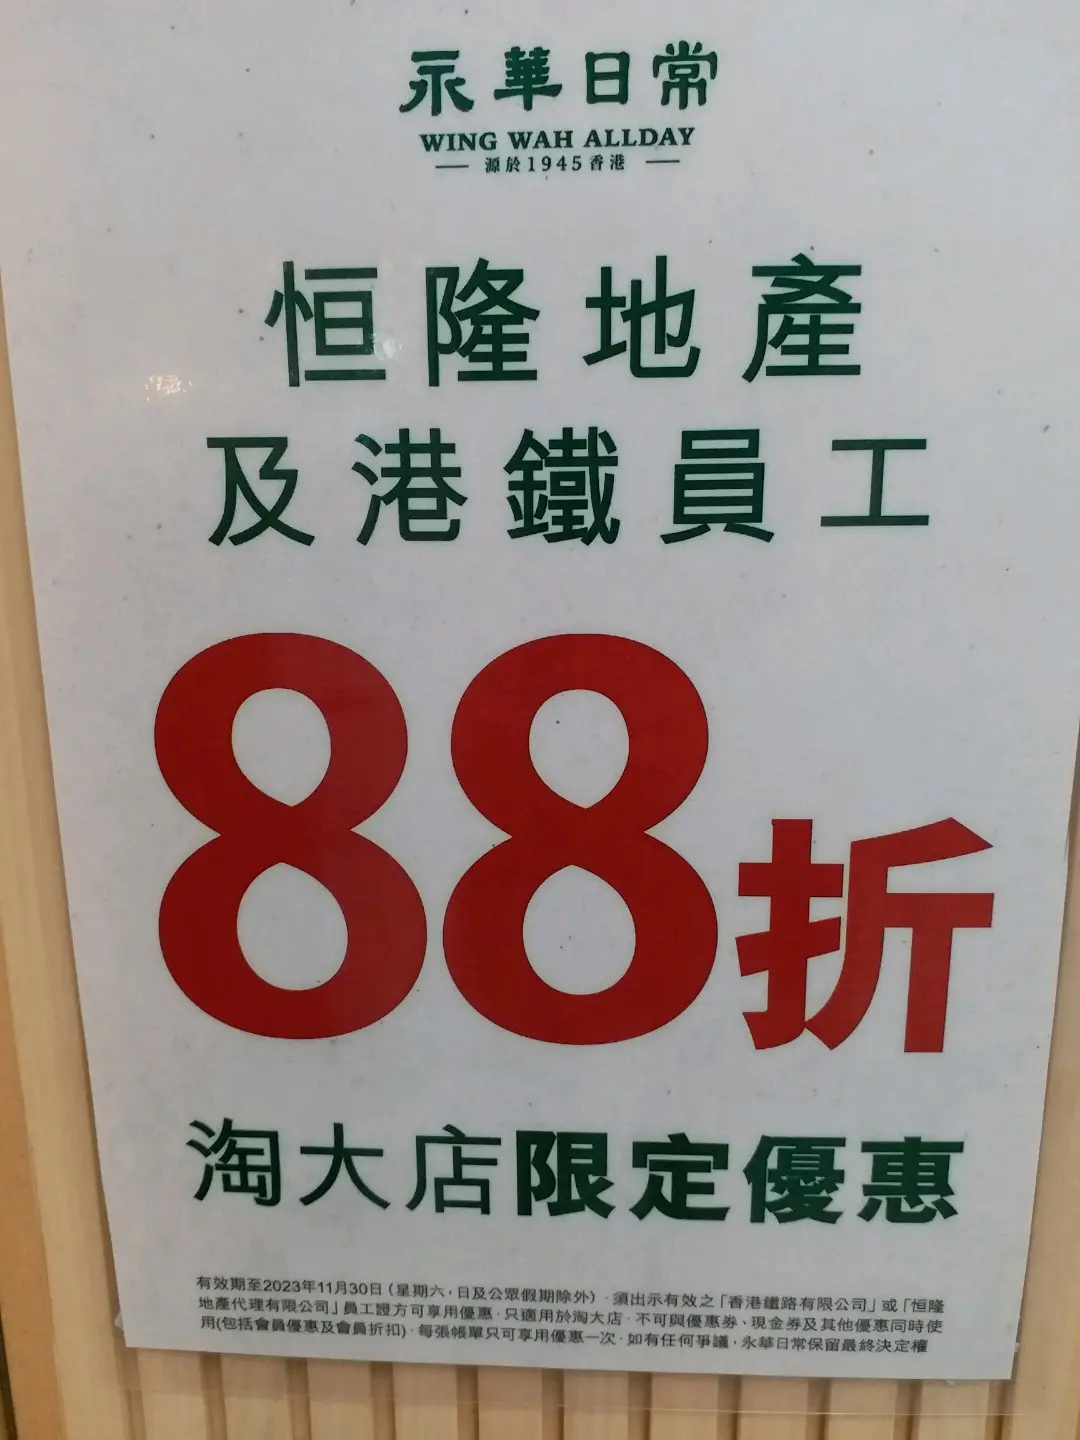 永華日常
WING WAH ALLDAY
源於1945香港
恒隆地產
及港鐵員工
88折
淘大店限定優惠
有效期至2023年11月30日（星期六，日及公眾假期除外）．須出示有效之「香港鐵路有限公司」或「恒隆
地產代理有限公司」員工證方可享用優惠．只適用於淘大店．不可與優惠券、現金券及其他優惠同時使
用(包括會員優惠及會員折扣)．每張帳單只可享用優惠一次．如有任何爭議，永華日常保留最終決定權